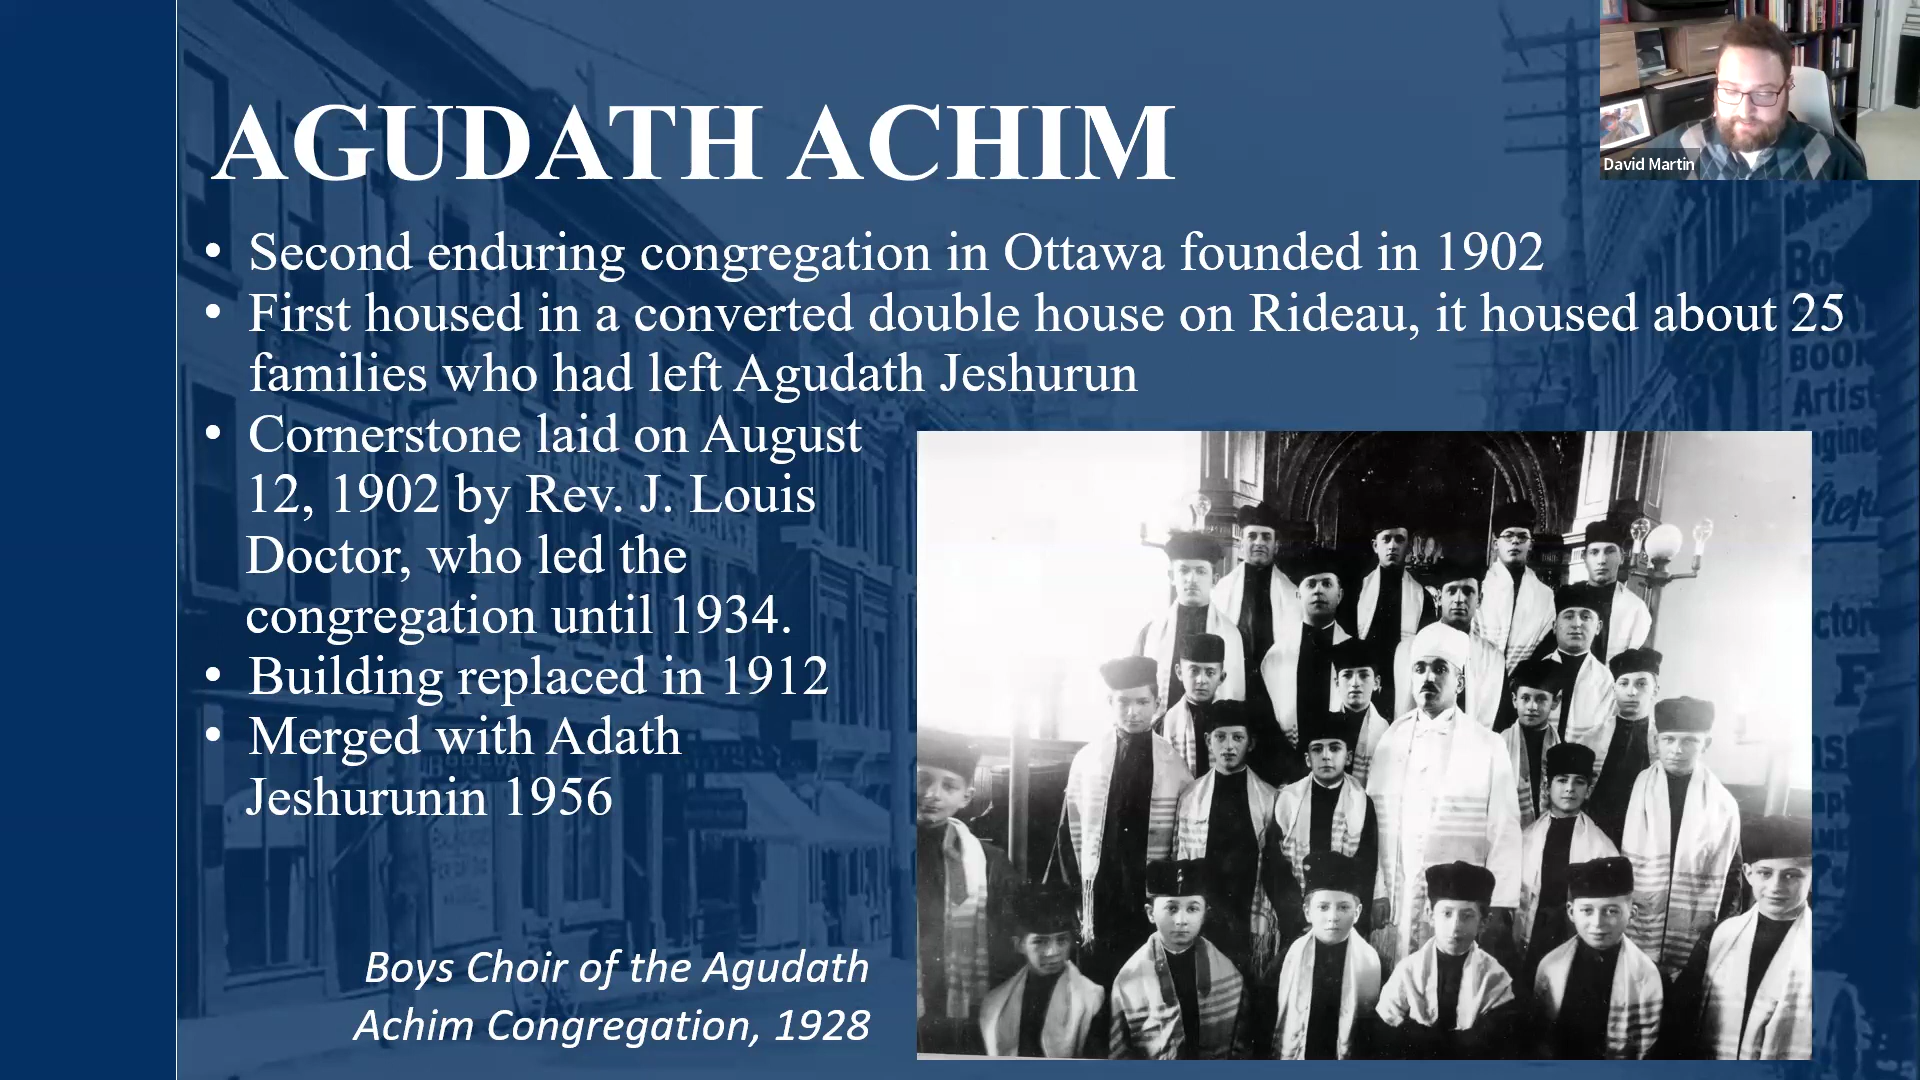 AGUDATH ACHIM
David Martin
• Second enduring congregation in Ottawa founded in 1902
• First housed in a converted double house on Rideau, it housed about 25
families who had left Agudath Jeshurun
• Cornerstone laid on August
12, 1902 by Rev. J. Louis
Doctor, who led the
congregation until 1934.
• Building replaced in 1912
• Merged with Adath
Jeshurunin 1956
Boys Choir of the Agudath
Achim Congregation, 1928
BOOK
Artist